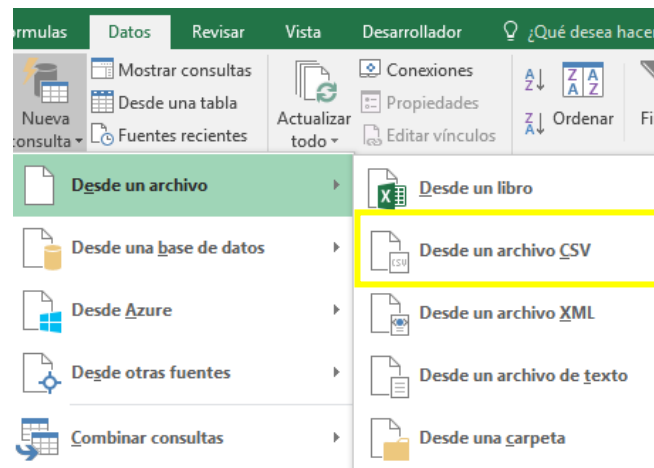 órmulas Datos Revisar Vista Desarrollador ¿Qué desea hacer
Mostrar consultas Conexiones
Nueva Desde una tabla Actualizar Propiedades Ordenar Fi
consulta Fuentes recientes todo Editar vínculos
Desde un archivo Desde un libro
Desde una base de datos Desde un archivo CSV
Desde Azure Desde un archivo XML
Desde otras fuentes Desde un archivo de texto
Combinar consultas Desde una carpeta